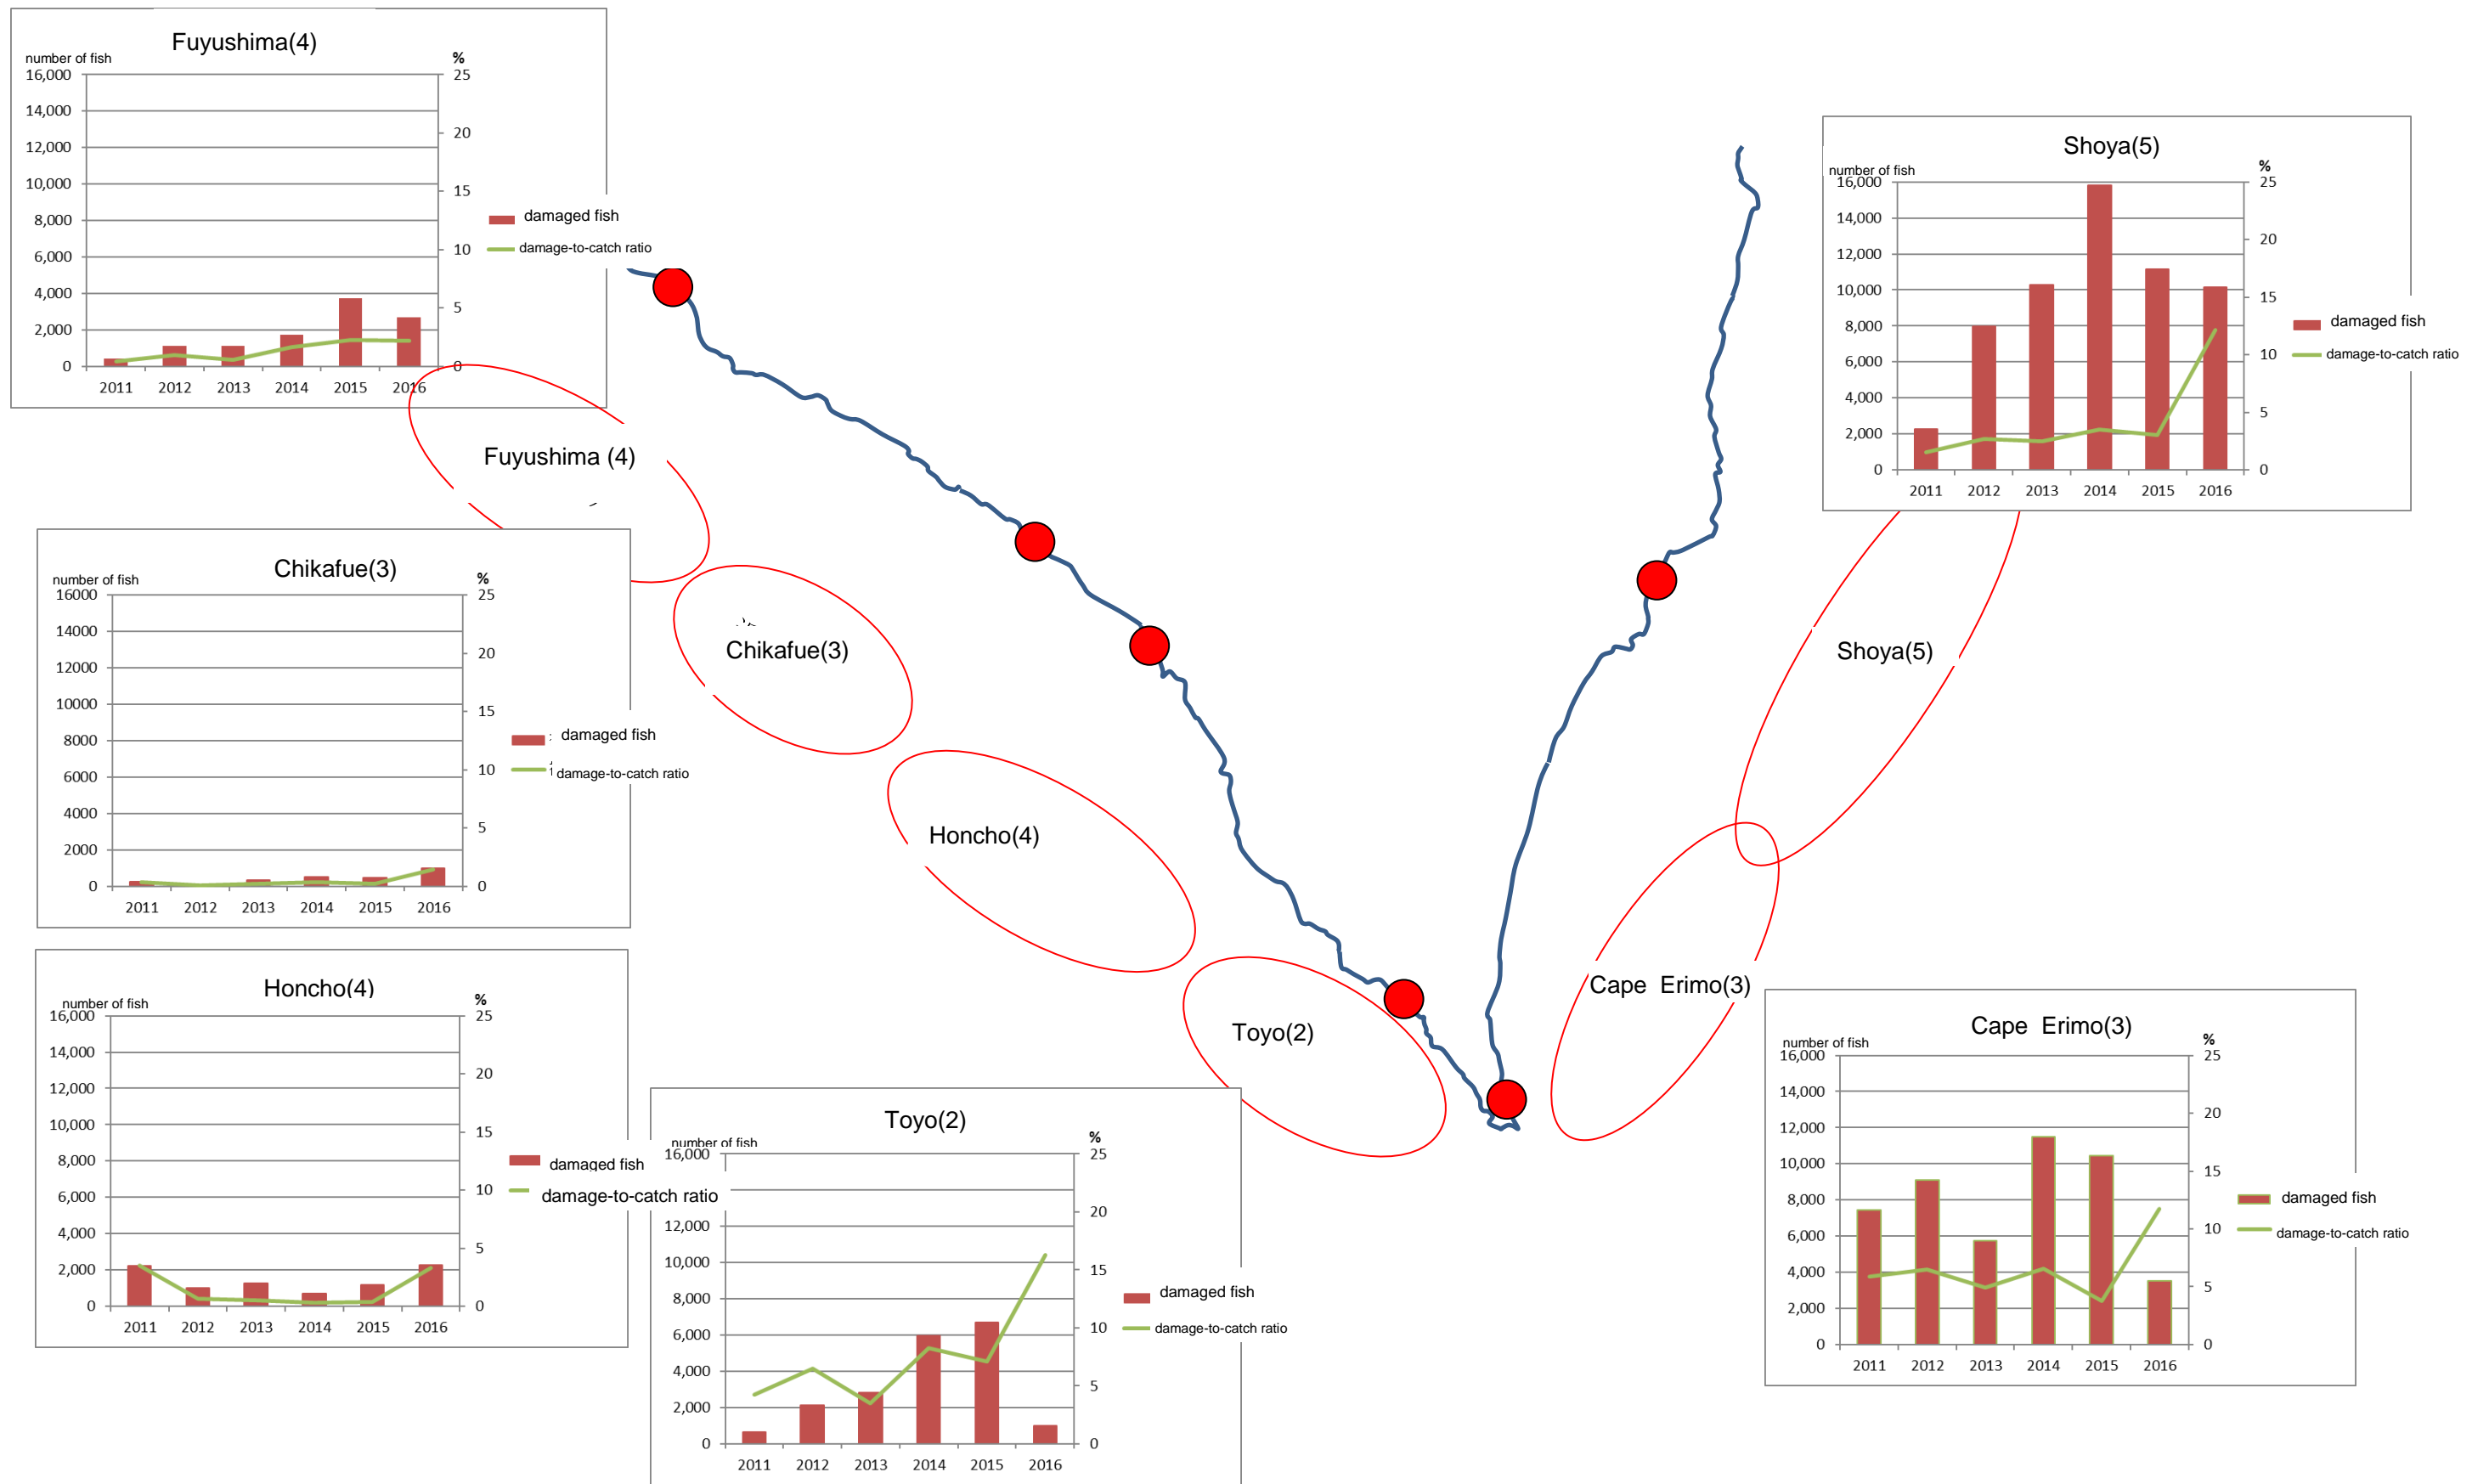 Fuyushima(4)
number of fish %
16,000 25
14,000
20
12,000
10,000 15
8,000
damaged fish
6,000 10
damage-to-catch ratio
4,000
5
2,000
0 0
2011 2012 2013 2014 2015 2016
Shoya(5)
number of fish %
16,000 25
14,000
20
12,000
10,000 15
damaged fish
8,000
damage-to-catch ratio
10
6,000
4,000
5
2,000
0 0
2011 2012 2013 2014 2015 2016
Fuyushima (4)
Chikafue(3)
number of fish %
16000 25
14000
20
12000
10000 15
8000
damaged fish
6000 10
damage-to-catch ratio
4000
5
2000
0 0
2011 2012 2013 2014 2015 2016
Chikafue(3)
Shoya(5)
Honcho(4)
Cape Erimo(3)
Toyo(2)
Honcho(4)
number of fish %
16,000 25
14,000
20
12,000
10,000 15
8,000
damaged fish
6,000 10
damage-to-catch ratio
4,000
5
2,000
0 0
2011 2012 2013 2014 2015 2016
Toyo(2)
number of fish %
16,000 25
14,000
20
12,000
10,000 15
8,000
damaged fish
6,000 10
damage-to-catch ratio
4,000
5
2,000
0 0
2011 2012 2013 2014 2015 2016
Cape Erimo(3)
number of fish %
16,000 25
14,000
20
12,000
10,000 15
8,000
damaged fish
6,000 10
damage-to-catch ratio
4,000
5
2,000
0 0
2011 2012 2013 2014 2015 2016